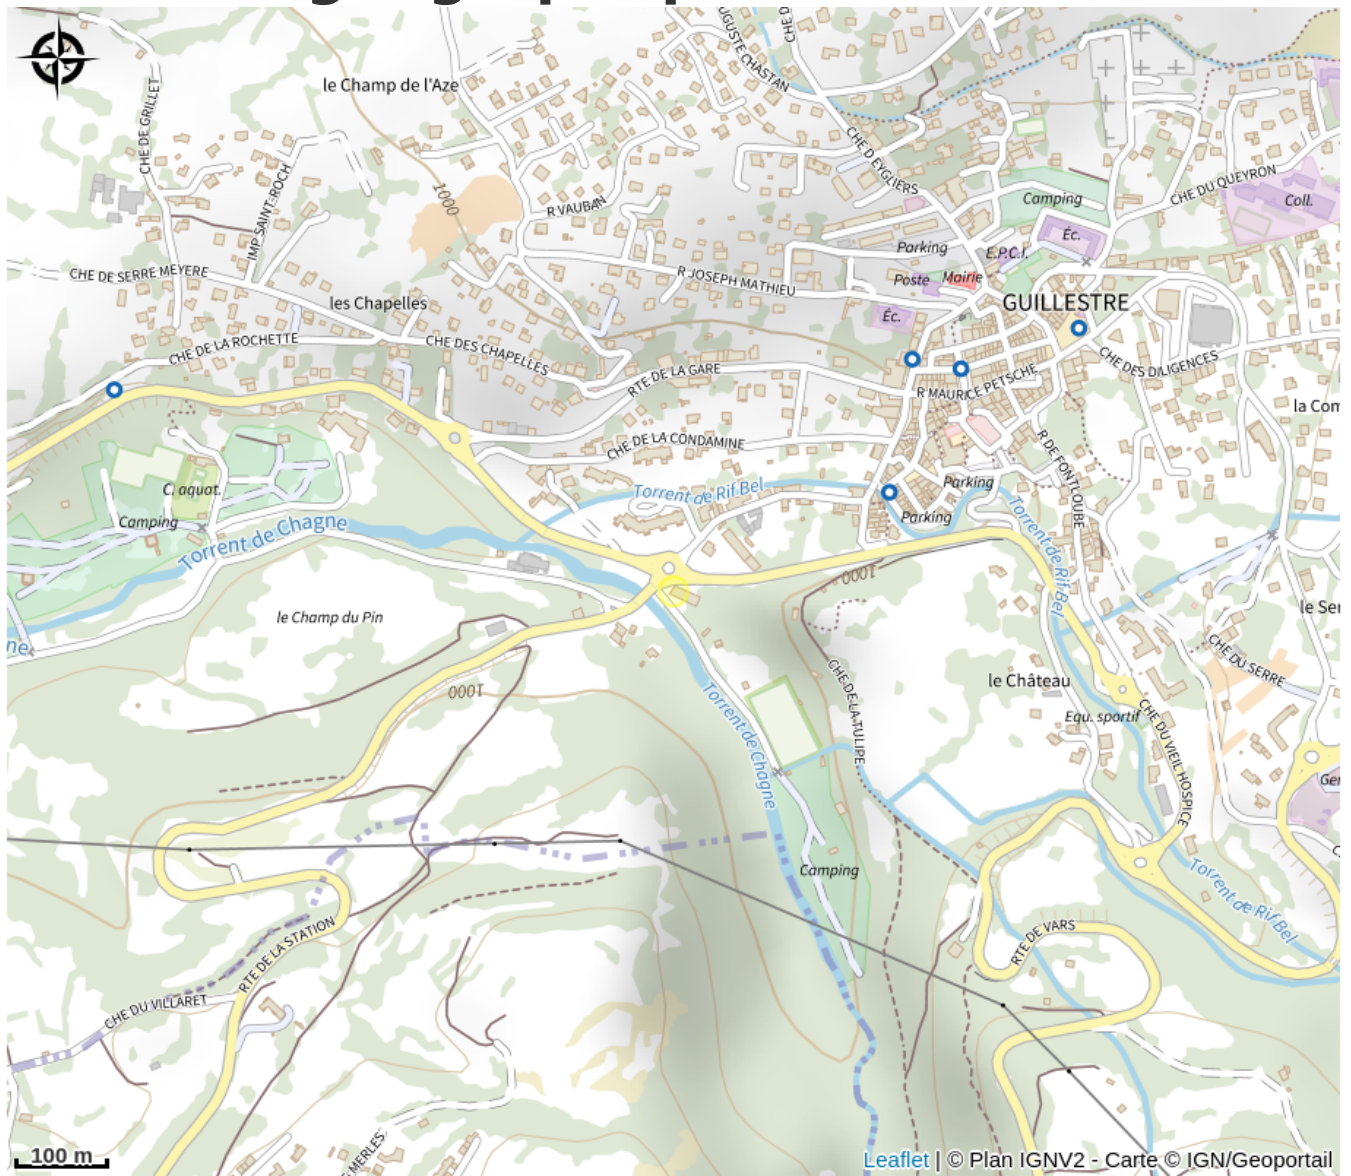 le Champ de l'Aze
CHE DE GRILLET
IMP SAINT-ROCH
1000
R VAUBAN
CHE D EYGLIERS
CHE DU QUEYRON
Coll.
Camping
Éc.
Parking
E.P.C.I.
Poste
Mairie
GUILLESTRE
Éc.
R JOSEPH MATHIEU
CHE DE SERRE MEYERE
les Chapelles
CHE DE LA ROCHETTE
CHE DES CHAPELLES
RTE DE LA GARE
R MAURICE PETSCHE
CHE DES DILIGENCES
CHE DE LA CONDAMINE
R DE FONTLOUBE
C. aquat.
Camping
Torrent de Chagne
Torrent de Rif Bel
Parking
Parking
Torrent de Rif Bel
1000
le Champ du Pin
CHE DU SERRE
1000
Torrent de Chagne
CHE DE LA TULIPE
le Château
Equ. sportif
CHE DU VIEIL HOSPICE
Camping
Torrent de Rif Bel
RTE DE LA STATION
RTE DE VARS
CHE DU VILLARET
MERLES
100 m
Leaflet | © Plan IGNV2 - Carte © IGN/Geoportail